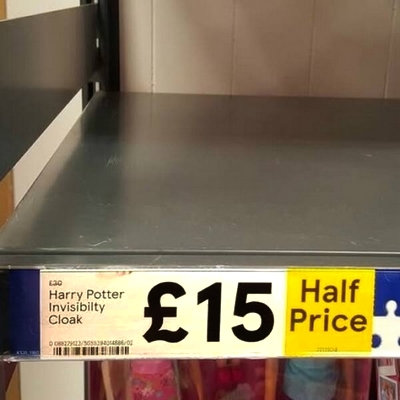 £30
Harry Potter
Invisibilty
Cloak
£15
Half
Price